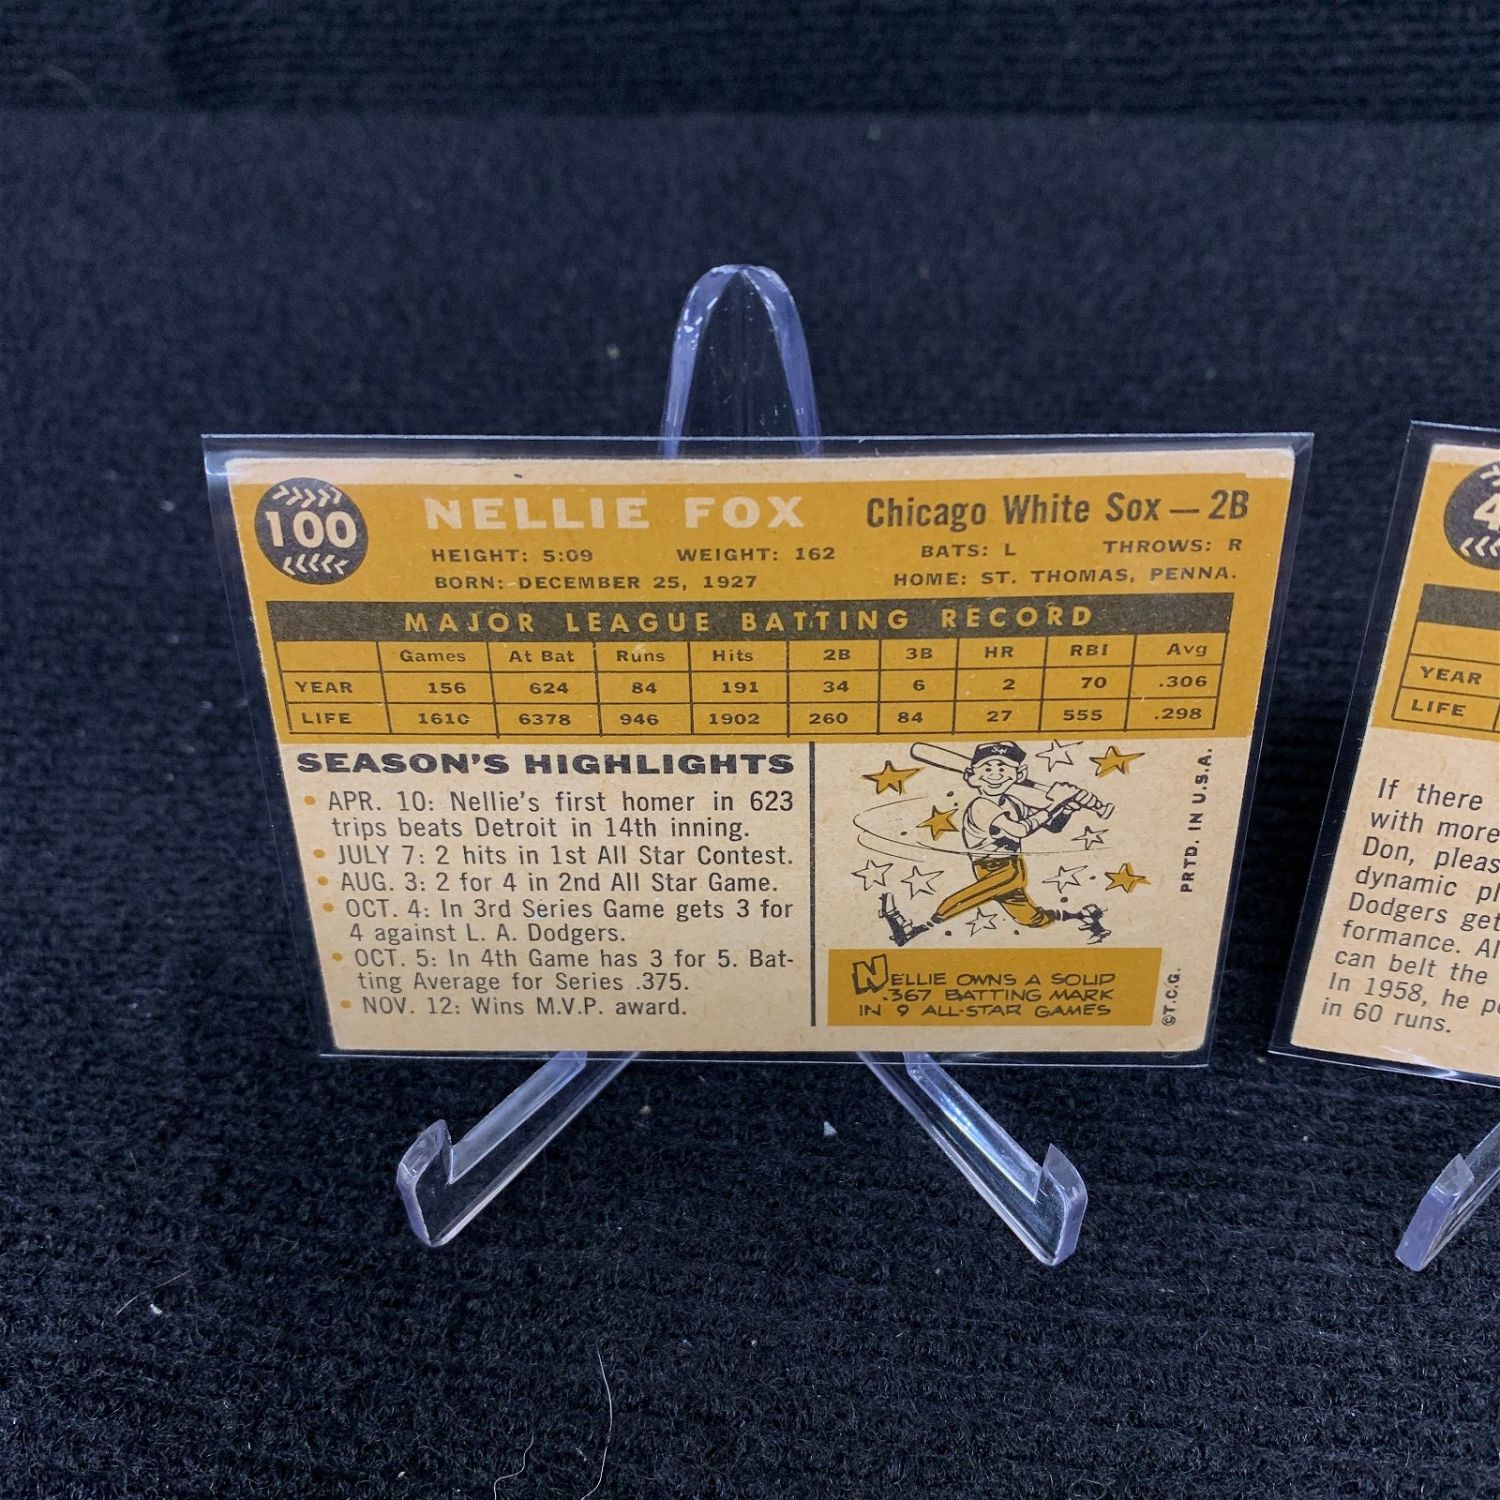 100
NELLIE FOX
Chicago White Sox — 2B
HEIGHT: 5:09 WEIGHT: 162 BATS: L THROWS: R
BORN: DECEMBER 25, 1927 HOME: ST. THOMAS, PENNA.
MAJOR LEAGUE BATTING RECORD
Games At Bat Runs Hits 2B 3B HR RBI Avg
YEAR 156 624 84 191 34 6 2 70 .306
LIFE 1610 6378 946 1902 260 84 27 555 .298
SEASON'S HIGHLIGHTS
• APR. 10: Nellie's first homer in 623
trips beats Detroit in 14th inning.
• JULY 7: 2 hits in 1st All Star Contest.
• AUG. 3: 2 for 4 in 2nd All Star Game.
• OCT. 4: In 3rd Series Game gets 3 for
4 against L. A. Dodgers.
• OCT. 5: In 4th Game has 3 for 5. Bat-
ting Average for Series .375.
• NOV. 12: Wins M.V.P. award.
NELLIE OWNS A SOLID
.367 BATTING MARK
IN 9 ALL-STAR GAMES
PRTD. IN U.S.A.
©T.C.G.
4
YEAR
LIFE
If there
with more
Don, pleas
dynamic pl
Dodgers get
formance. Al
can belt the
In 1958, he p
in 60 runs.